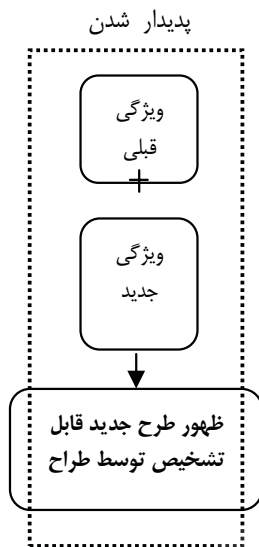 پدیدار شدن
ویژگی
قبلی
+
ویژگی
جدید
ظهور طرح جدید قابل
تشخیص توسط طراح